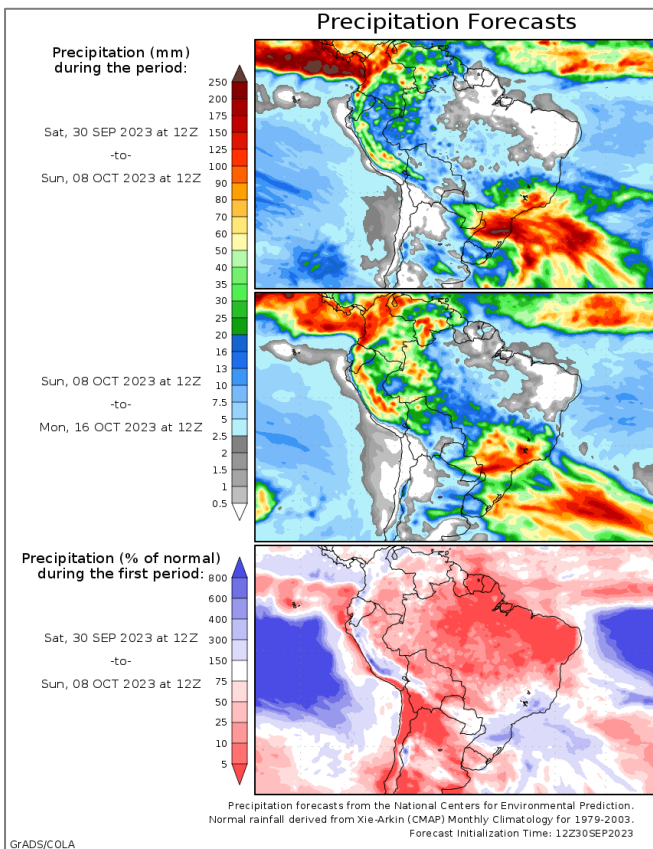 Precipitation Forecasts
Precipitation (mm)
during the period:
Sat, 30 SEP 2023 at 12Z
-to-
Sun, 08 OCT 2023 at 12Z
250
200
175
150
125
100
90
80
70
60
50
40
35
30
25
20
16
13
10
7.5
5
2.5
2
1.5
1
0.5
Sun, 08 OCT 2023 at 12Z
-to-
Mon, 16 OCT 2023 at 12Z
Precipitation (% of normal)
during the first period:
Sat, 30 SEP 2023 at 12Z
-to-
Sun, 08 OCT 2023 at 12Z
800
600
400
300
150
75
50
25
10
5
Precipitation forecasts from the National Centers for Environmental Prediction.
Normal rainfall derived from Xie-Arkin (CMAP) Monthly Climatology for 1979-2003.
Forecast Initialization Time: 12Z30SEP2023
GrADS/COLA